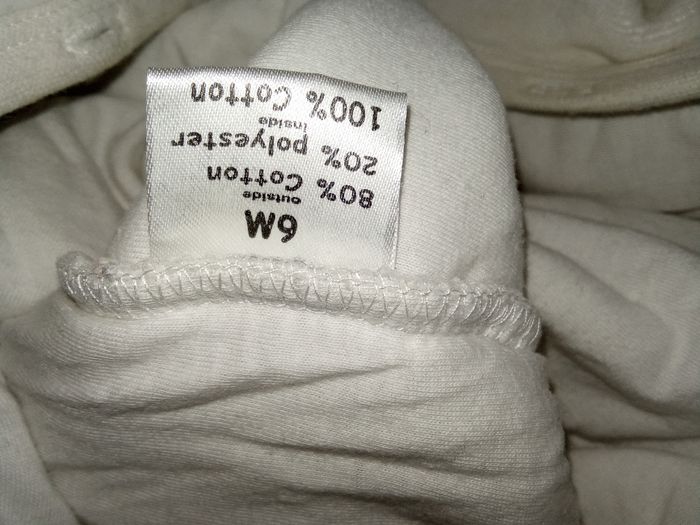 6M
outside
80% Cotton
20% polyester
inside
100% Cotton